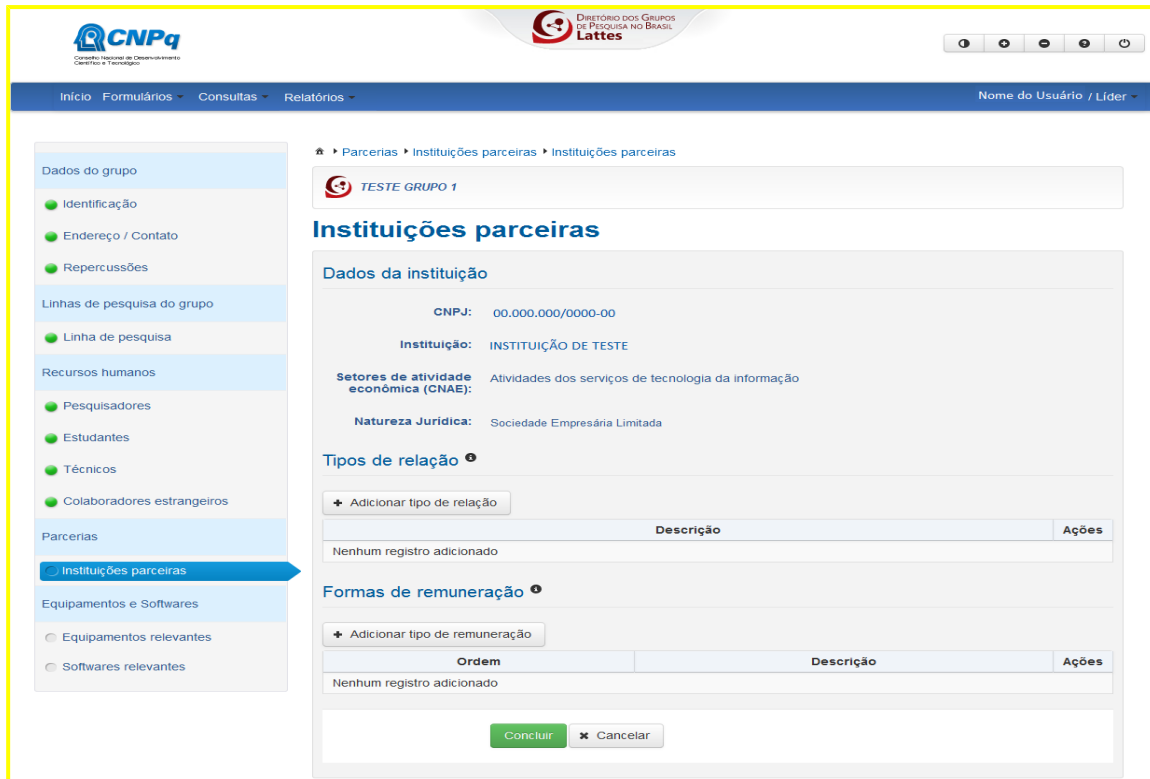 CNPq
Conselho Nacional de Desenvolvimento
Científico e Tecnológico
DIRETÓRIO DOS GRUPOS
DE PESQUISA NO BRASIL
Lattes
Início Formulários Consultas Relatórios Nome do Usuário / Líder
Dados do grupo
Identificação
Endereço / Contato
Repercussões
Linhas de pesquisa do grupo
Linha de pesquisa
Recursos humanos
Pesquisadores
Estudantes
Técnicos
Colaboradores estrangeiros
Parcerias
Instituições parceiras
Equipamentos e Softwares
Equipamentos relevantes
Softwares relevantes
Parcerias Instituições parceiras Instituições parceiras
TESTE GRUPO 1
Instituições parceiras
Dados da instituição
CNPJ: 00.000.000/0000-00
Instituição: INSTITUIÇÃO DE TESTE
Setores de atividade
econômica (CNAE): Atividades dos serviços de tecnologia da informação
Natureza Jurídica: Sociedade Empresária Limitada
Tipos de relação
Adicionar tipo de relação
Descrição Ações
Nenhum registro adicionado
Formas de remuneração
Adicionar tipo de remuneração
Ordem Descrição Ações
Nenhum registro adicionado
Concluir Cancelar